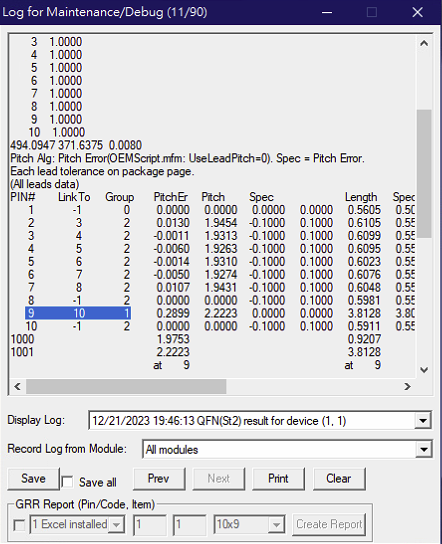 Log for Maintenance/Debug (11/90)
3 1.0000
4 1.0000
5 1.0000
6 1.0000
7 1.0000
8 1.0000
9 1.0000
10 1.0000
494.0947 371.6375 0.0080
Pitch Alg: Pitch Error(OEMScript.mfm: UseLeadPitch=0). Spec = Pitch Error.
Each lead tolerance on package page.
(All leads data)
PIN# LinkTo Group PitchErr Pitch Spec Length Spec
1 -1 0 0.0000 0.0000 0.0000 0.0000 0.5605 0.50
2 3 2 0.0130 1.9454 -0.1000 0.1000 0.6105 0.55
3 4 2 -0.0011 1.9313 -0.1000 0.1000 0.6099 0.55
4 5 2 -0.0060 1.9263 -0.1000 0.1000 0.6095 0.55
5 6 2 -0.0014 1.9310 -0.1000 0.1000 0.6023 0.55
6 7 2 -0.0050 1.9274 -0.1000 0.1000 0.6076 0.55
7 8 2 0.0107 1.9431 -0.1000 0.1000 0.6048 0.55
8 -1 2 0.0000 0.0000 -0.1000 0.1000 0.5981 0.55
9 10 1 0.2899 2.2223 0.0000 0.0000 3.8128 3.80
10 -1 2 0.0000 0.0000 -0.1000 0.1000 0.5911 0.55
1000 1.9753 0.9207
1001 2.2223 3.8128
at 9 at 9
Display Log: 12/21/2023 19:46:13 QFN(St2) result for device (1, 1)
Record Log from Module: All modules
Save Save all Prev Next Print Clear
GRR Report (Pin/Code, Item)
1 Excel installed 1 1 10x9 Create Report